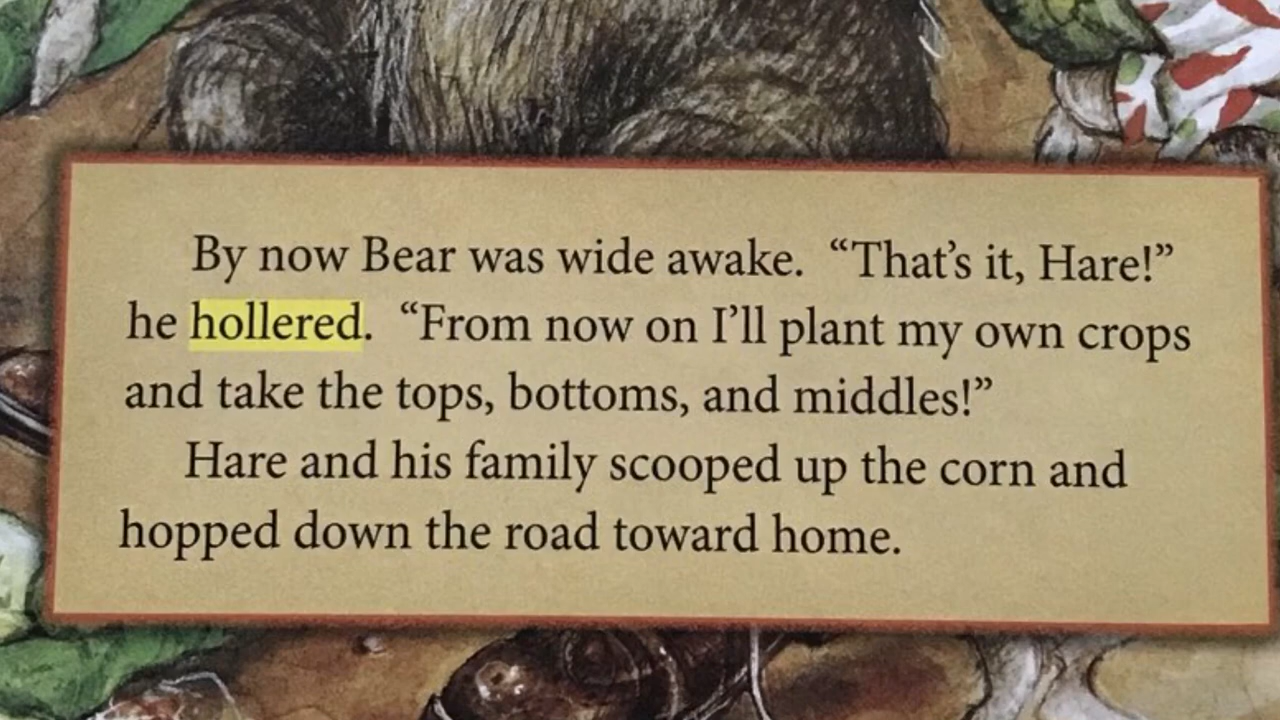 By now Bear was wide awake. “That’s it, Hare!”
he hollered. “From now on I’ll plant my own crops
and take the tops, bottoms, and middles!”
Hare and his family scooped up the corn and
hopped down the road toward home.